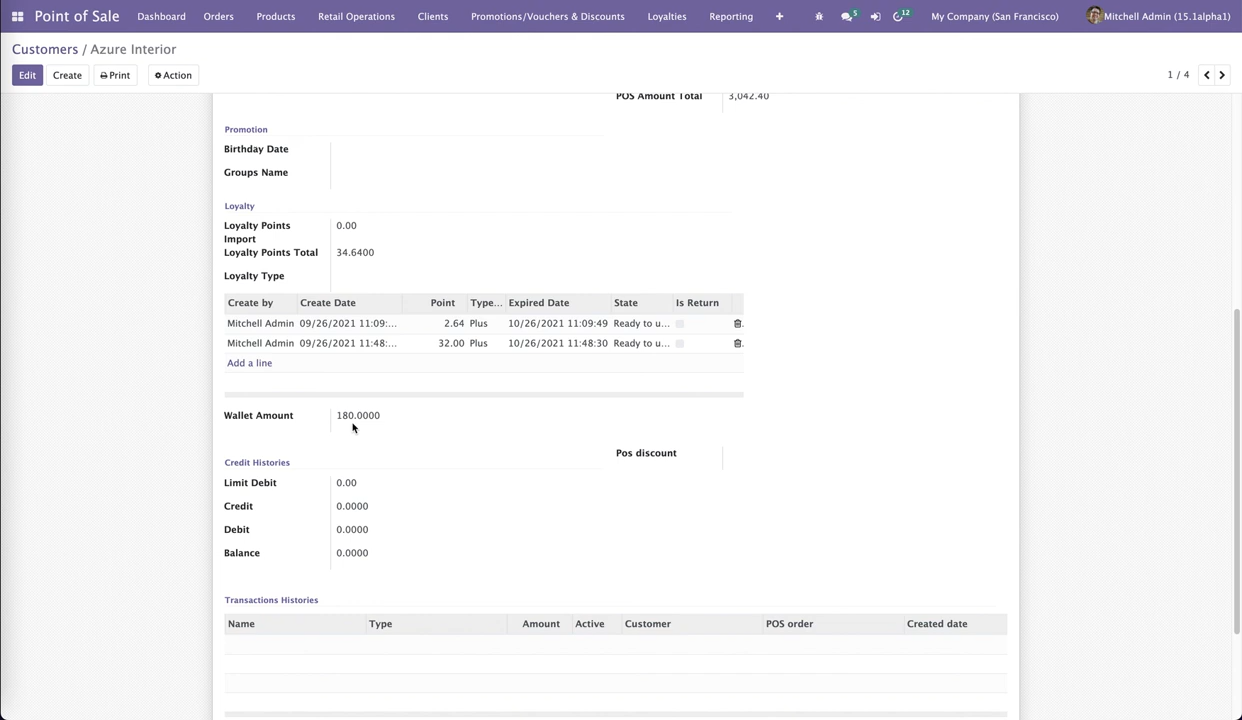 Point of Sale Dashboard Orders Products Retail Operations Clients Promotions/Vouchers & Discounts Loyalties Reporting 5 12 My Company (San Francisco) Mitchell Admin (15.1alpha1)
Customers / Azure Interior
Edit Create Print Action 1 / 4
POS Amount Total 3,042.40
Promotion
Birthday Date
Groups Name
Loyalty
Loyalty Points Import 0.00
Loyalty Points Total 34.6400
Loyalty Type
Create by Create Date Point Type... Expired Date State Is Return
Mitchell Admin 09/26/2021 11:09:... 2.64 Plus 10/26/2021 11:09:49 Ready to u...
Mitchell Admin 09/26/2021 11:48:... 32.00 Plus 10/26/2021 11:48:30 Ready to u...
Add a line
Wallet Amount 180.0000
Pos discount
Credit Histories
Limit Debit 0.00
Credit 0.0000
Debit 0.0000
Balance 0.0000
Transactions Histories
Name Type Amount Active Customer POS order Created date